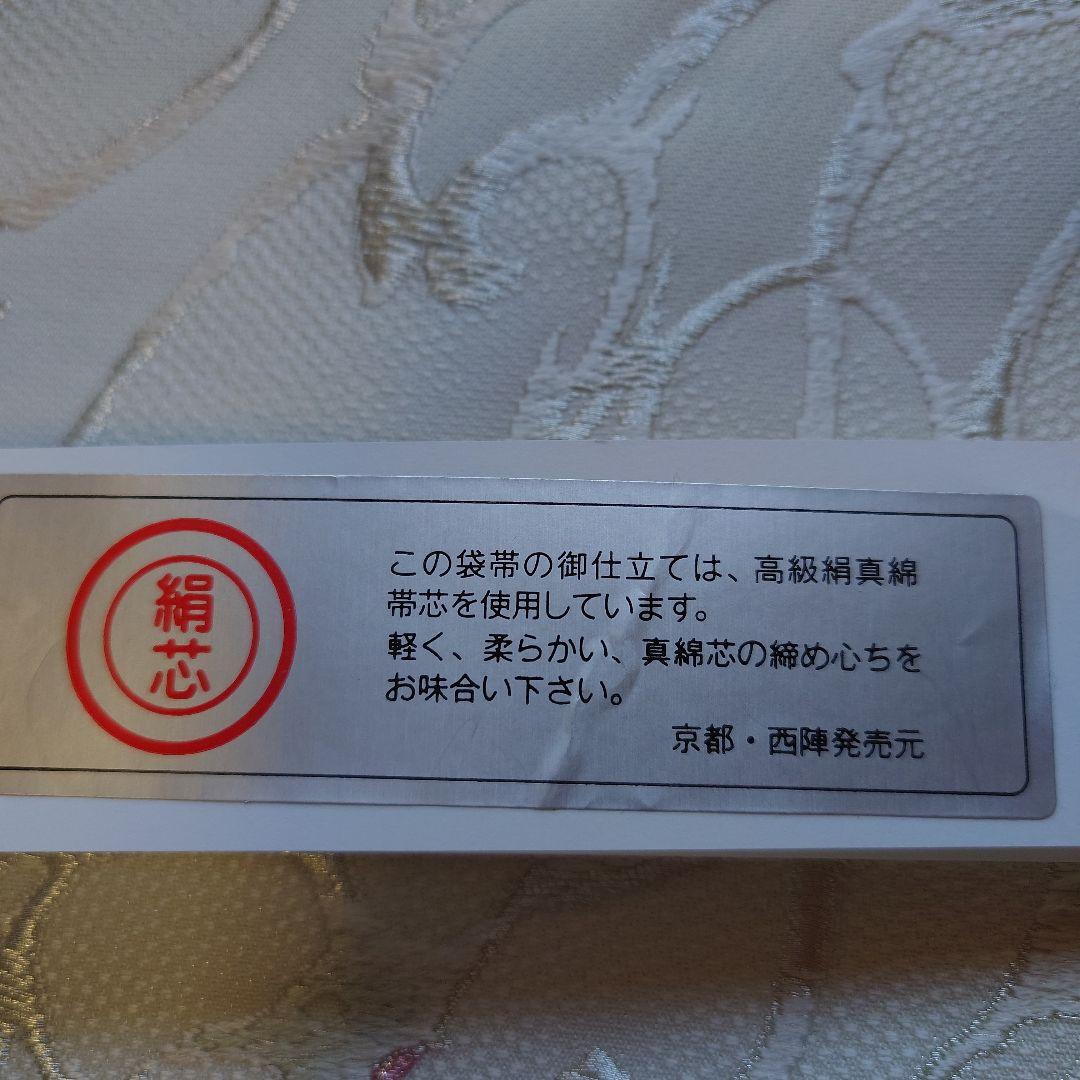 絹芯
この袋帯の御仕立ては、高級絹真綿
帯芯を使用しています。
軽く、柔らかい、真綿芯の締め心ちを
お味合い下さい。
京都・西陣発売元